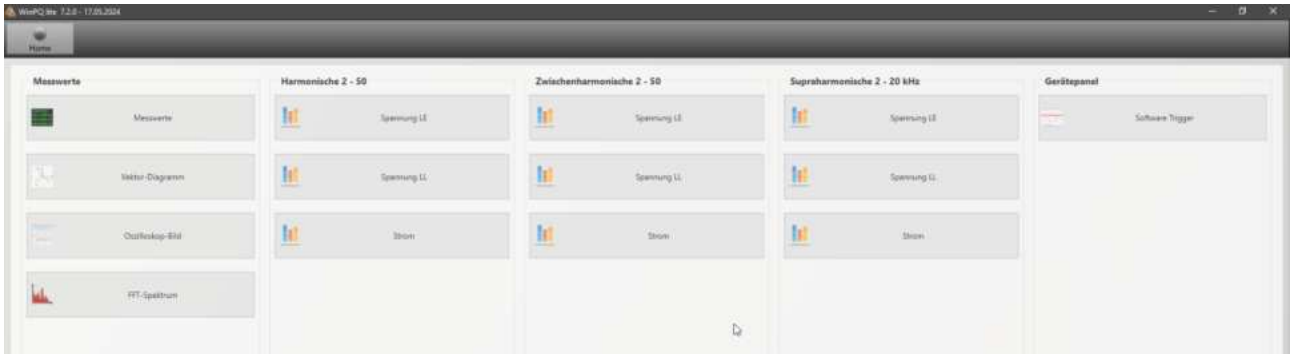 WinPQ lite 7.2.0 - 17.05.2024
Home
Messwerte
Messwerte
Vektor-Diagramm
Oszilloskop-Bild
FFT-Spektrum
Harmonische 2 - 50
Spannung LE
Spannung LL
Strom
Zwischenharmonische 2 - 50
Spannung LE
Spannung LL
Strom
Supraharmonische 2 - 20 kHz
Spannung LE
Spannung LL
Strom
Gerätepanel
Software Trigger